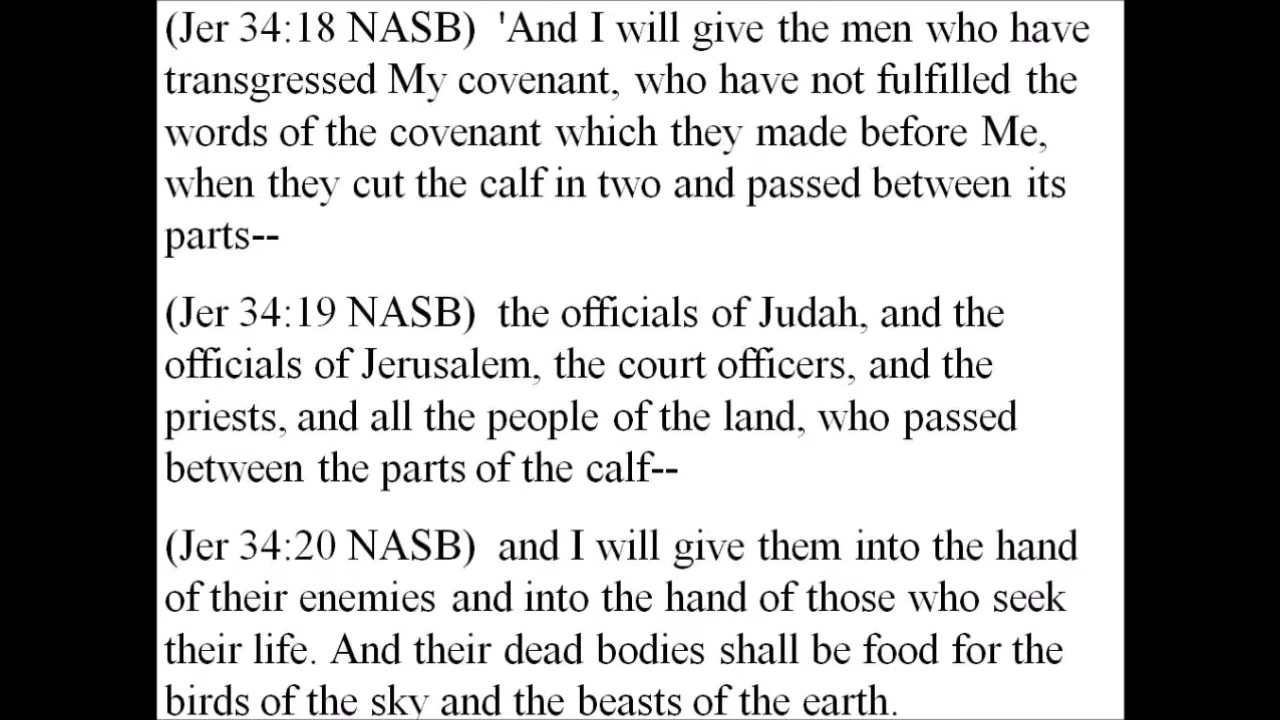 (Jer 34:18 NASB)  'And I will give the men who have
transgressed My covenant, who have not fulfilled the
words of the covenant which they made before Me,
when they cut the calf in two and passed between its
parts--
(Jer 34:19 NASB)  the officials of Judah, and the
officials of Jerusalem, the court officers, and the
priests, and all the people of the land, who passed
between the parts of the calf--
(Jer 34:20 NASB)  and I will give them into the hand
of their enemies and into the hand of those who seek
their life. And their dead bodies shall be food for the
birds of the sky and the beasts of the earth.